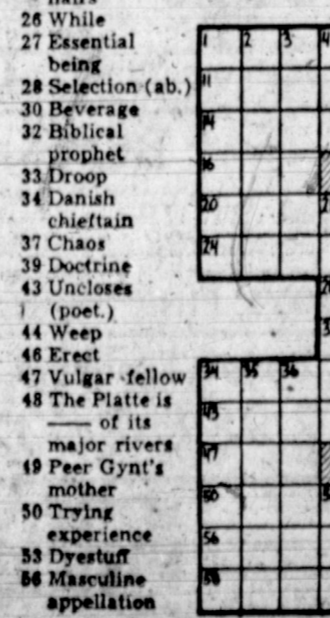 26 While
27 Essential
being
28 Selection (ab.)
30 Beverage
32 Biblical
prophet
33 Droop
34 Danish
chieftain
37 Chaos
39 Doctrine
43 Uncloses
(poet.)
44 Weep
46 Erect
47 Vulgar fellow
48 The Platte is
—— of its
major rivers
49 Peer Gynt's
mother
50 Trying
experience
53 Dyestuff
56 Masculine
appellation
1 2 3 4
11
14
16
20
24
34 35 36
43
47
50
56
58